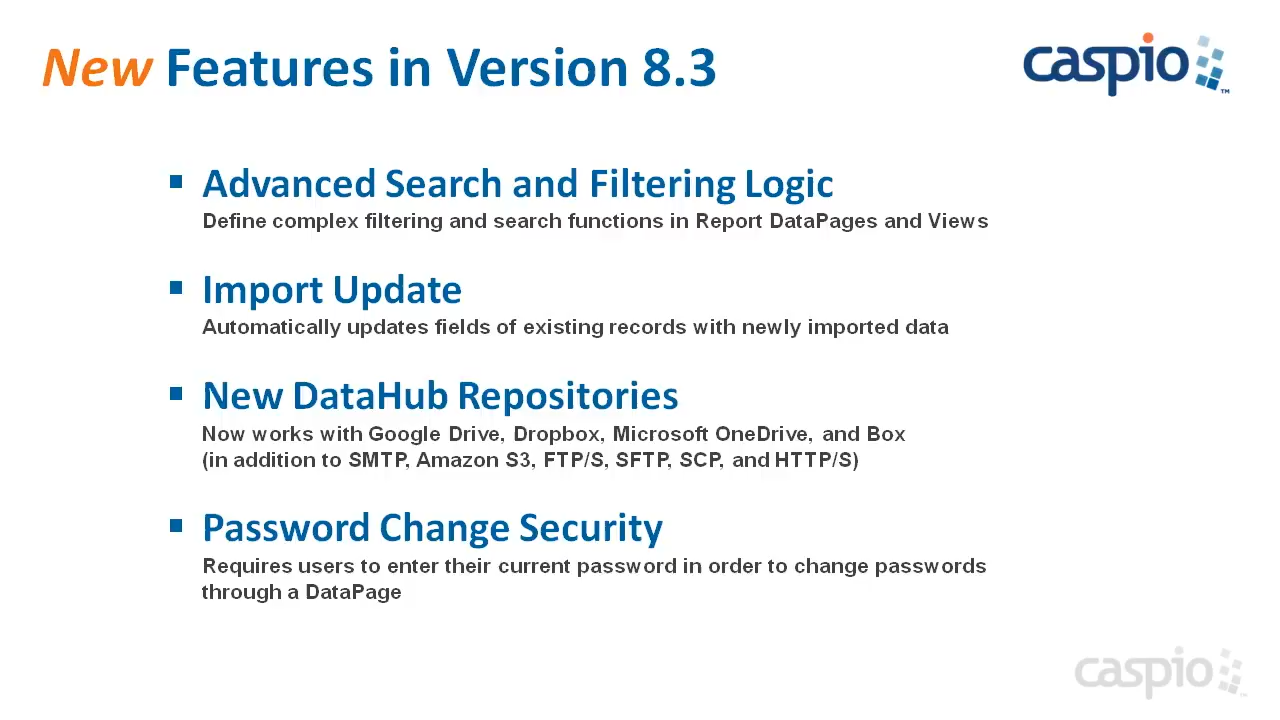 New Features in Version 8.3
caspio™
Advanced Search and Filtering Logic
Define complex filtering and search functions in Report DataPages and Views
Import Update
Automatically updates fields of existing records with newly imported data
New DataHub Repositories
Now works with Google Drive, Dropbox, Microsoft OneDrive, and Box
(in addition to SMTP, Amazon S3, FTP/S, SFTP, SCP, and HTTP/S)
Password Change Security
Requires users to enter their current password in order to change passwords
through a DataPage
caspio™